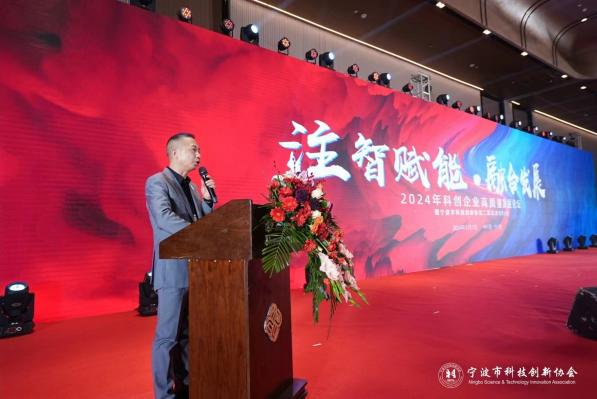 注智赋能·聚合发展
2024年科创企业高质量发展论坛
宁波市科技创新协会
Ningbo Science & Technology Innovation Association